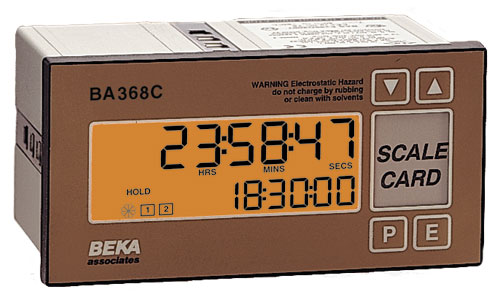 BA368C
WARNING Electrostatic Hazard
do not charge by rubbing
or clean with solvents
23:58:47
HRS MINS SECS
HOLD
18:30:00
1 2
SCALE
CARD
BEKA
associates
P E